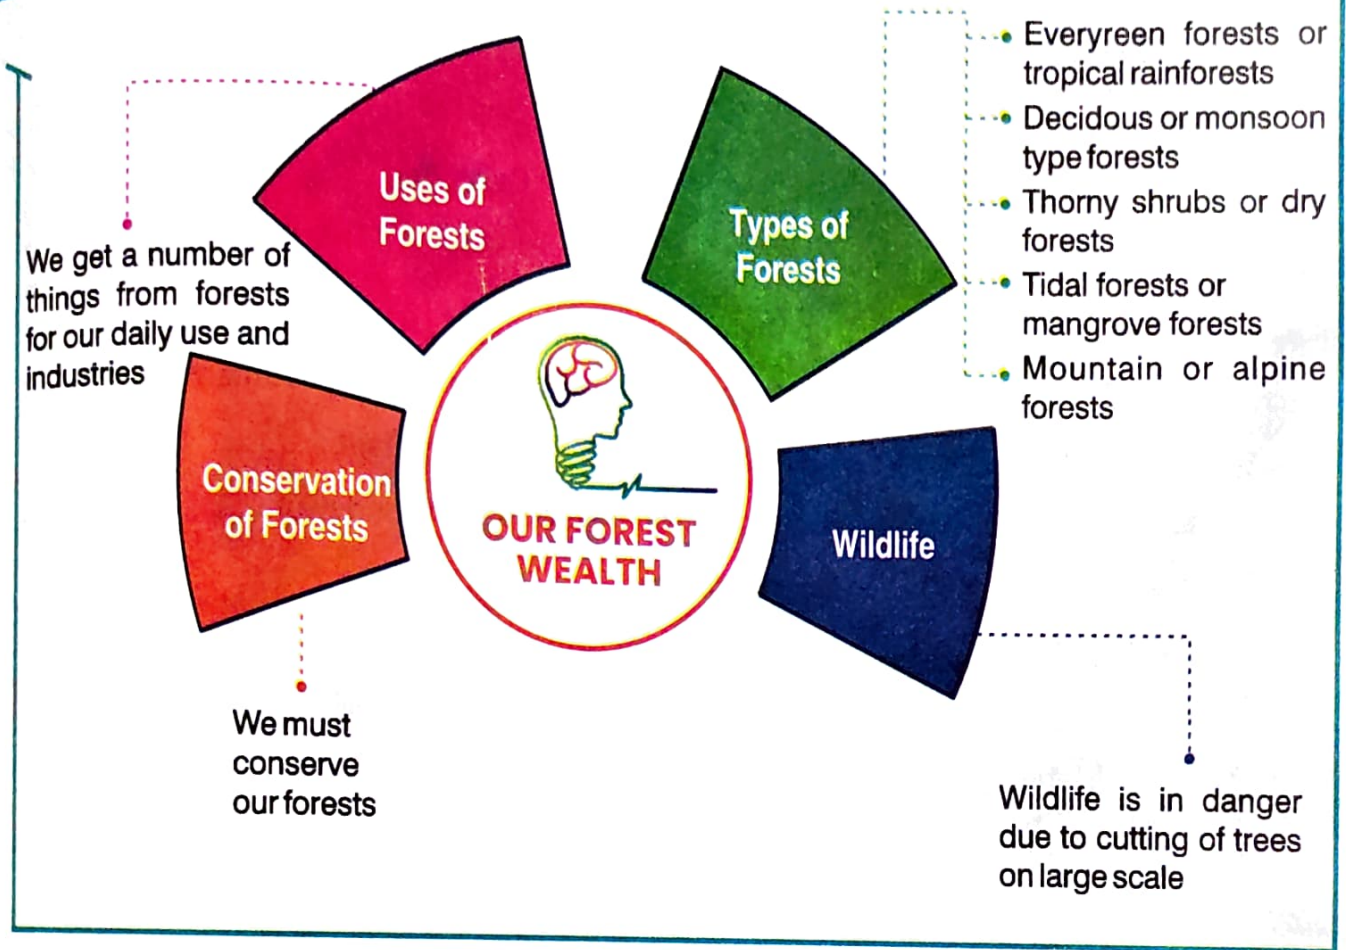 Uses of
Forests
We get a number of
things from forests
for our daily use and
industries
Types of
Forests
Everyreen forests or
tropical rainforests
Decidous or monsoon
type forests
Thorny shrubs or dry
forests
Tidal forests or
mangrove forests
Mountain or alpine
forests
Conservation
of Forests
We must
conserve
our forests
OUR FOREST
WEALTH
Wildlife
Wildlife is in danger
due to cutting of trees
on large scale